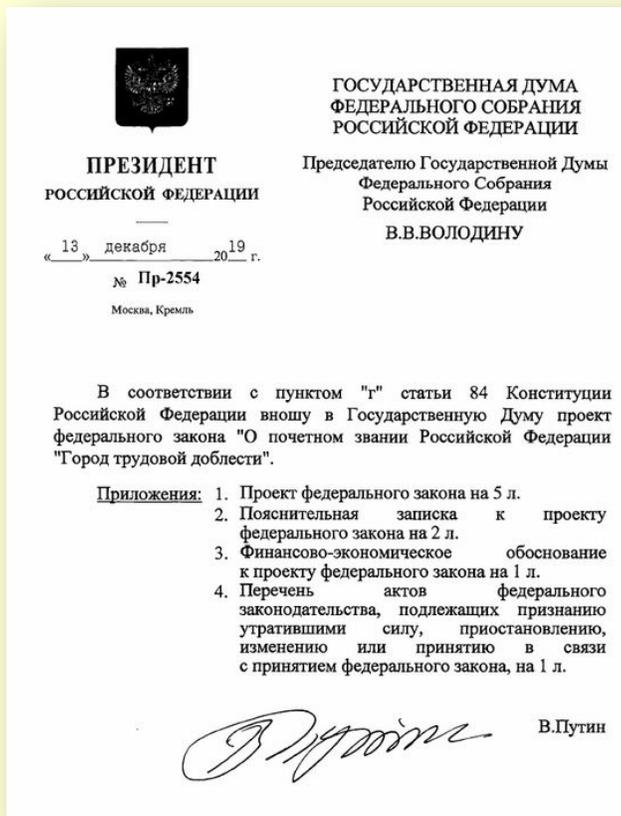 ПРЕЗИДЕНТ
РОССИЙСКОЙ ФЕДЕРАЦИИ
« 13 » декабря 2019 г.
№ Пр-2554
Москва, Кремль
ГОСУДАРСТВЕННАЯ ДУМА
ФЕДЕРАЛЬНОГО СОБРАНИЯ
РОССИЙСКОЙ ФЕДЕРАЦИИ
Председателю Государственной Думы
Федерального Собрания
Российской Федерации
В.В.ВОЛОДИНУ
В соответствии с пунктом "г" статьи 84 Конституции
Российской Федерации вношу в Государственную Думу проект
федерального закона "О почетном звании Российской Федерации
"Город трудовой доблести".
Приложения: 1. Проект федерального закона на 5 л.
2. Пояснительная записка к проекту
федерального закона на 2 л.
3. Финансово-экономическое обоснование
к проекту федерального закона на 1 л.
4. Перечень актов федерального
законодательства, подлежащих признанию
утратившими силу, приостановлению,
изменению или принятию в связи
с принятием федерального закона, на 1 л.
В.Путин